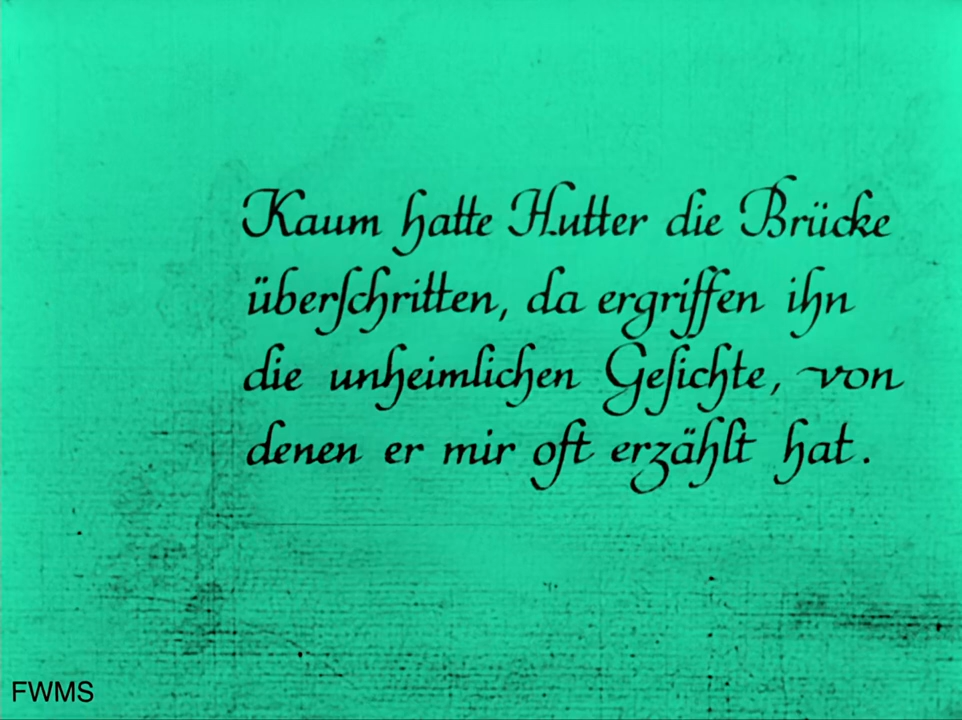 Kaum hatte Hutter die Brücke
überſchritten, da ergriffen ihn
die unheimlichen Geſichte, von
denen er mir oft erzählt hat.
FWMS